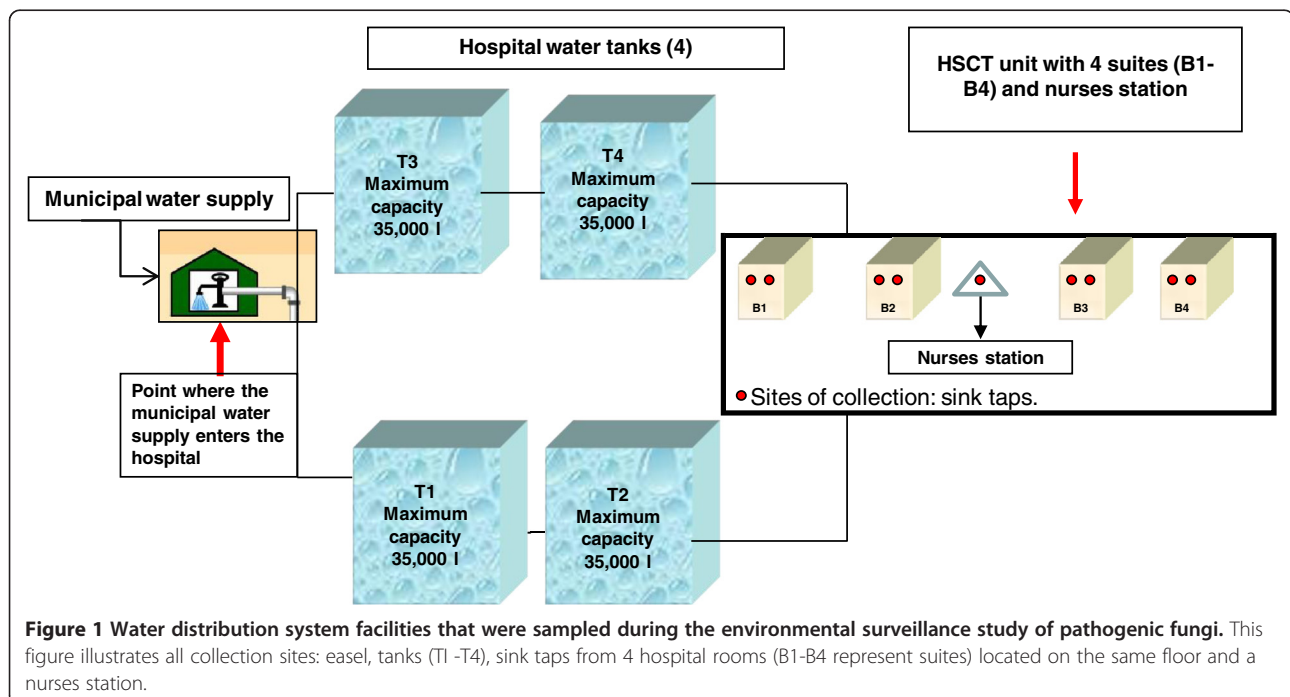 Hospital water tanks (4)
HSCT unit with 4 suites (B1-
B4) and nurses station
T3
Maximum
capacity
35,000 l
T4
Maximum
capacity
35,000 l
Municipal water supply
B1
B2
B3
B4
Nurses station
Sites of collection: sink taps.
Point where the
municipal water
supply enters the
hospital
T1
Maximum
capacity
35,000 l
T2
Maximum
capacity
35,000 l
Figure 1 Water distribution system facilities that were sampled during the environmental surveillance study of pathogenic fungi. This
figure illustrates all collection sites: easel, tanks (TI -T4), sink taps from 4 hospital rooms (B1-B4 represent suites) located on the same floor and a
nurses station.